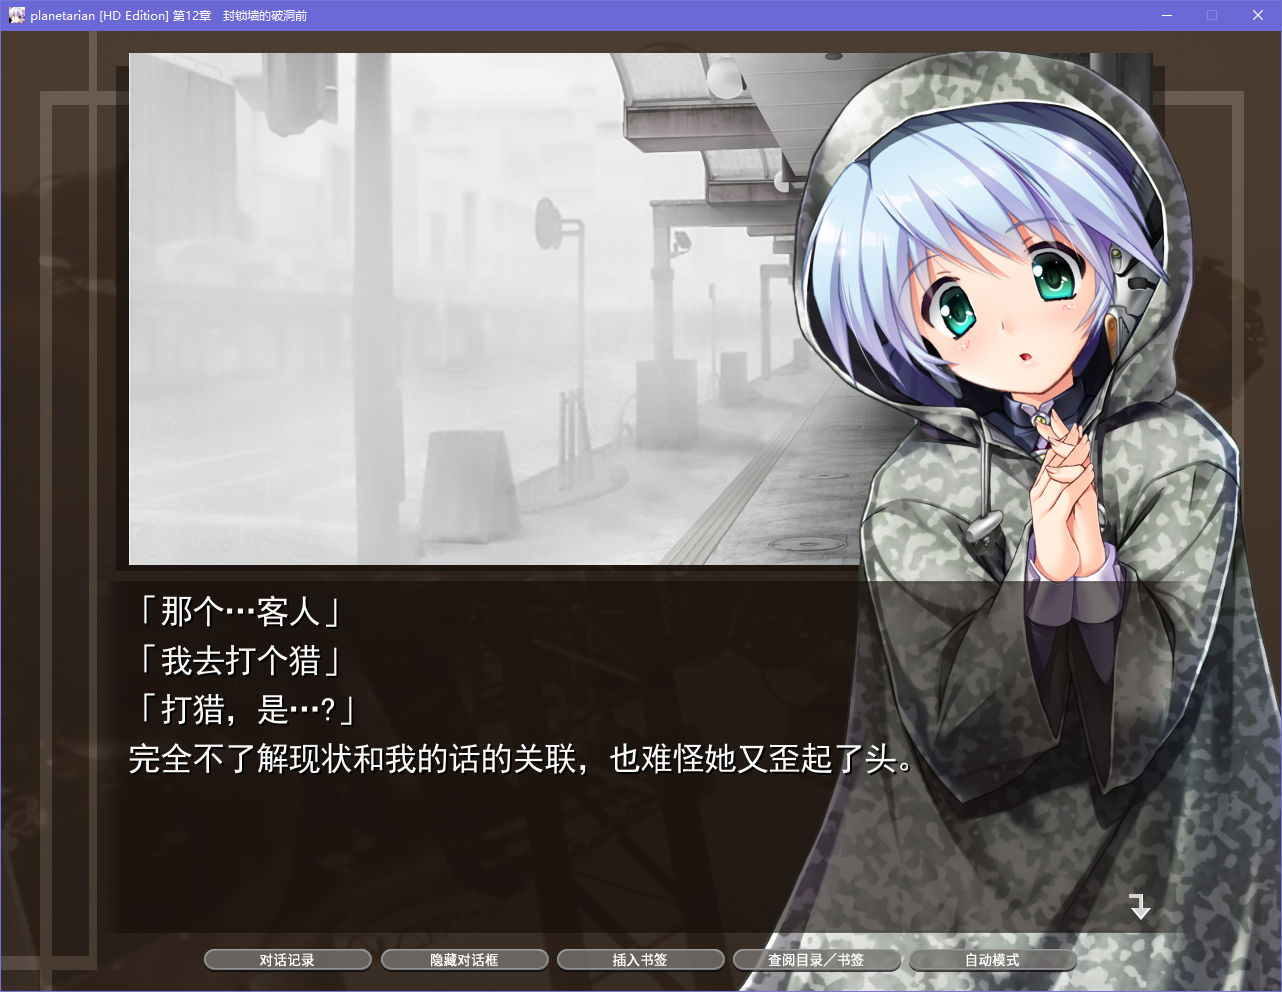 planetarian [HD Edition] 第12章　封锁墙的破洞前
「那个…客人」
「我去打个猎」
「打猎，是…?」
完全不了解现状和我的话的关联，也难怪她又歪起了头。
对话记录
隐藏对话框
插入书签
查阅目录／书签
自动模式